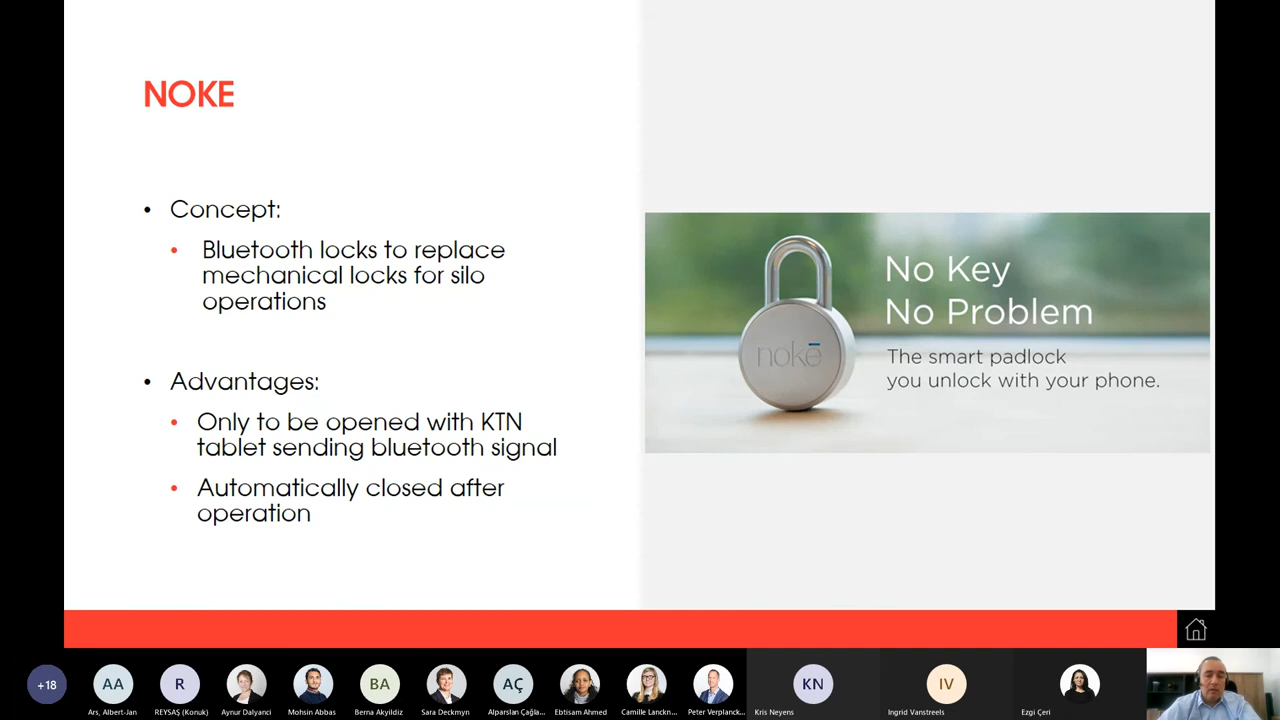 NOKE
• Concept:
• Bluetooth locks to replace
mechanical locks for silo
operations
• Advantages:
• Only to be opened with KTN
tablet sending bluetooth signal
• Automatically closed after
operation
noke
No Key
No Problem
The smart padlock
you unlock with your phone.
+18
AA
R
BA
AÇ
KN
IV
Ars, Albert-Jan
REYSAŞ (Konuk)
Aynur Dalyanci
Mohsin Abbas
Berna Akyildiz
Sara Deckmyn
Alparslan Çağla...
Ebtisam Ahmed
Camille Lanckn...
Peter Verplanck...
Kris Neyens
Ingrid Vanstreels
Ezgi Çeri